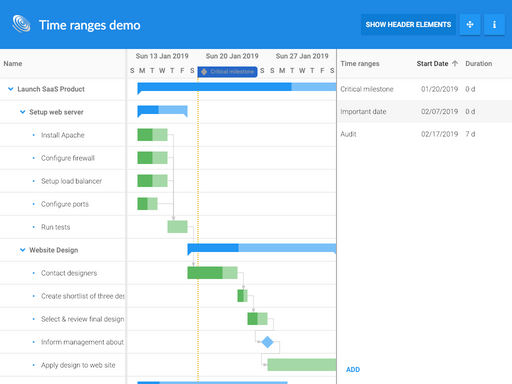 Time ranges demo
SHOW HEADER ELEMENTS
Name
Sun 13 Jan 2019 Sun 20 Jan 2019 Sun 27 Jan 2019
S M T W T F S S M T W T F S S M T W T F S
Critical milestone
Time ranges Start Date Duration
Launch SaaS Product
Setup web server
Install Apache
Configure firewall
Setup load balancer
Configure ports
Run tests
Website Design
Contact designers
Create shortlist of three des
Select & review final design
Inform management about
Apply design to web site
Critical milestone 01/20/2019 0 d
Important date 02/07/2019 0 d
Audit 02/17/2019 7 d
ADD